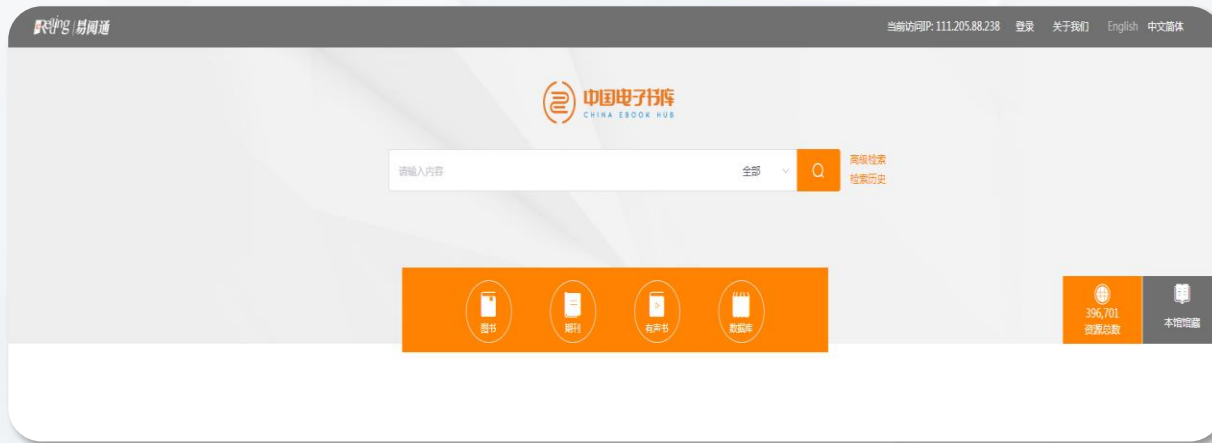 易阅通
当前访问IP: 111.205.88.238 登录 关于我们 English 中文简体
中国电子书库
CHINA EBOOK HUB
请输入内容 全部
高级检索
检索历史
图书 期刊 有声书 数据库
396,701
资源总数
本馆馆藏